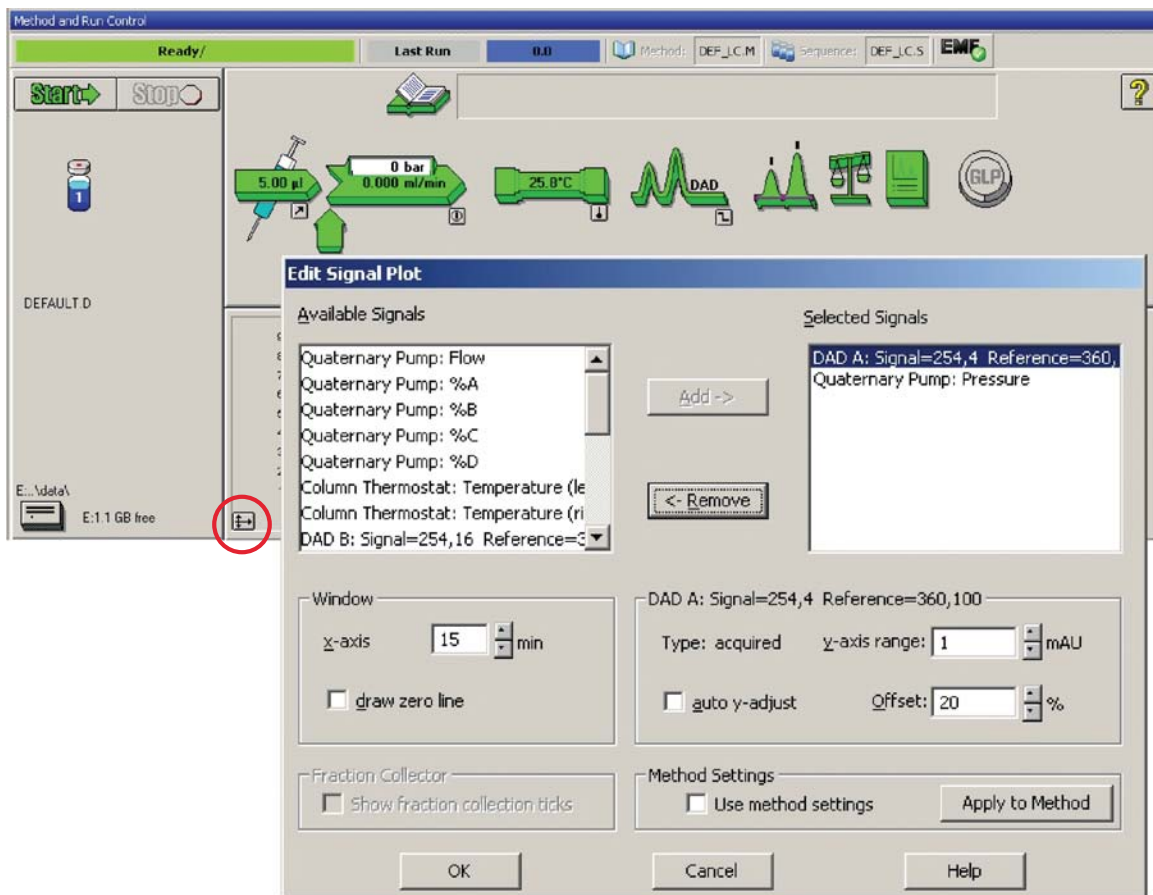 Method and Run Control
Ready/ Last Run 0.0 Method: DEF_LC.M Sequence: DEF_LC.S EMF
Start Stop
?
5.00 µl
0 bar
0.000 ml/min
25.8°C
DAD
GLP
1
DEFAULT.D
E:...\data\
E:1.1 GB free
Edit Signal Plot
Available Signals
Quaternary Pump: Flow
Quaternary Pump: %A
Quaternary Pump: %B
Quaternary Pump: %C
Quaternary Pump: %D
Column Thermostat: Temperature (le
Column Thermostat: Temperature (ri
DAD B: Signal=254,16 Reference=3
Add ->
<- Remove
Selected Signals
DAD A: Signal=254,4 Reference=360,
Quaternary Pump: Pressure
Window
x-axis 15 min
draw zero line
DAD A: Signal=254,4 Reference=360,100
Type: acquired y-axis range: 1 mAU
auto y-adjust Offset: 20 %
Fraction Collector
Show fraction collection ticks
Method Settings
Use method settings Apply to Method
OK Cancel Help